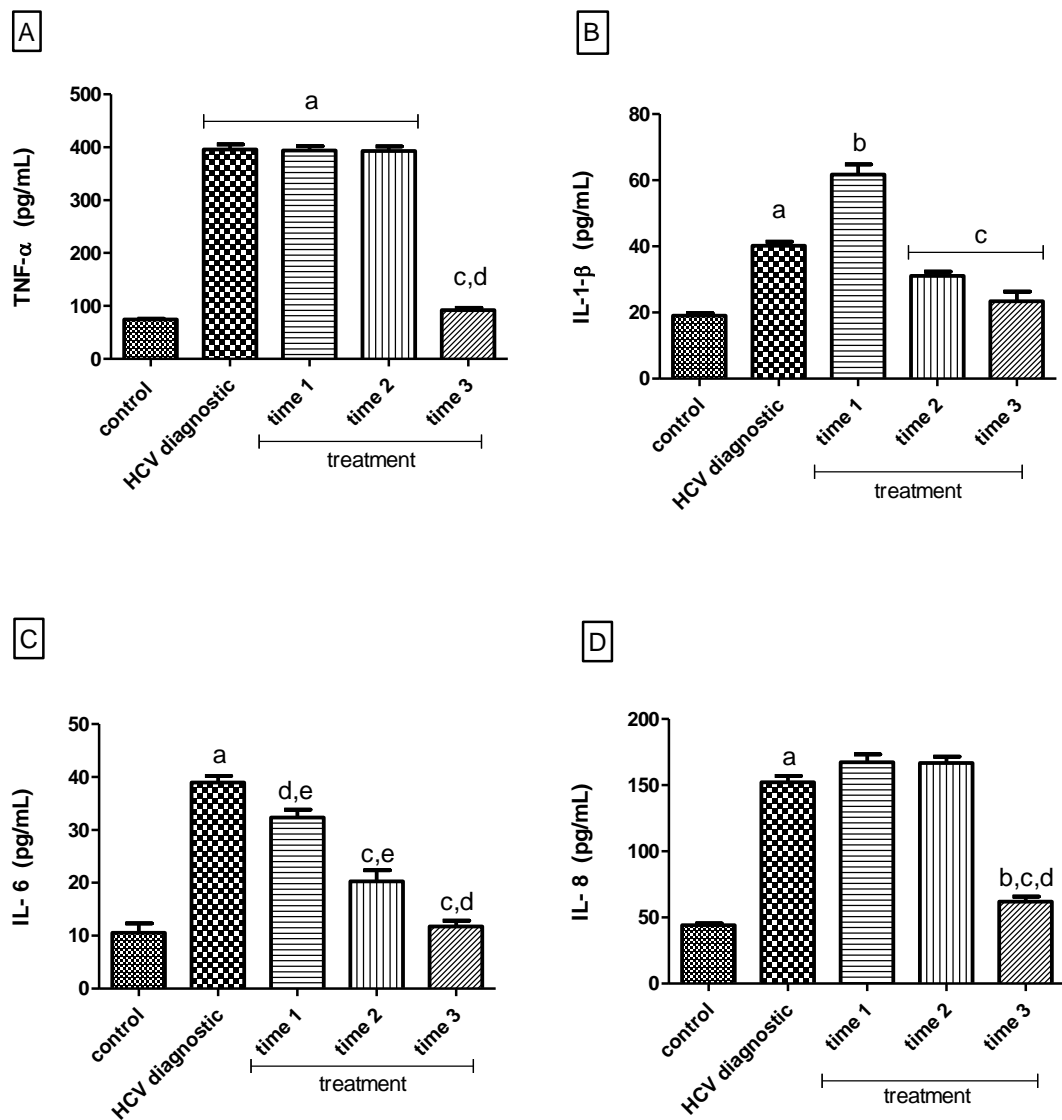 A
TNF-α (pg/mL)
500
400
300
200
100
0
a
c,d
control
HCV diagnostic
time 1
time 2
time 3
treatment
B
IL-1-β (pg/mL)
80
60
40
20
0
a
b
c
control
HCV diagnostic
time 1
time 2
time 3
treatment
C
IL- 6 (pg/mL)
50
40
30
20
10
0
a
d,e
c,e
c,d
control
HCV diagnostic
time 1
time 2
time 3
treatment
D
IL- 8 (pg/mL)
200
150
100
50
0
a
b,c,d
control
HCV diagnostic
time 1
time 2
time 3
treatment